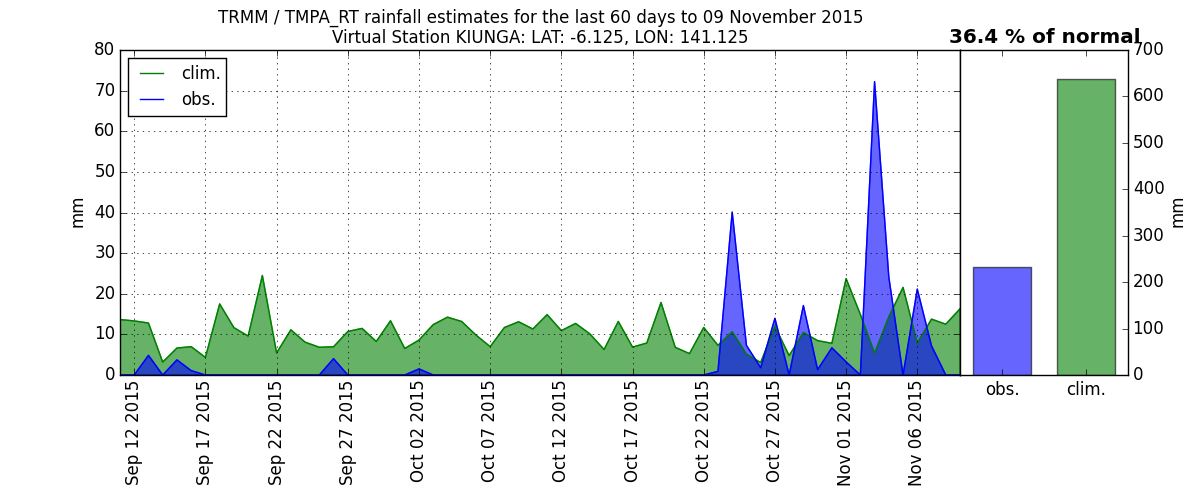 TRMM / TMPA_RT rainfall estimates for the last 60 days to 09 November 2015
Virtual Station KIUNGA: LAT: -6.125, LON: 141.125
36.4 % of normal
clim.
obs.
mm
80
70
60
50
40
30
20
10
0
Sep 12 2015
Sep 17 2015
Sep 22 2015
Sep 27 2015
Oct 02 2015
Oct 07 2015
Oct 12 2015
Oct 17 2015
Oct 22 2015
Oct 27 2015
Nov 01 2015
Nov 06 2015
700
600
500
400
300
200
100
0
mm
obs. clim.